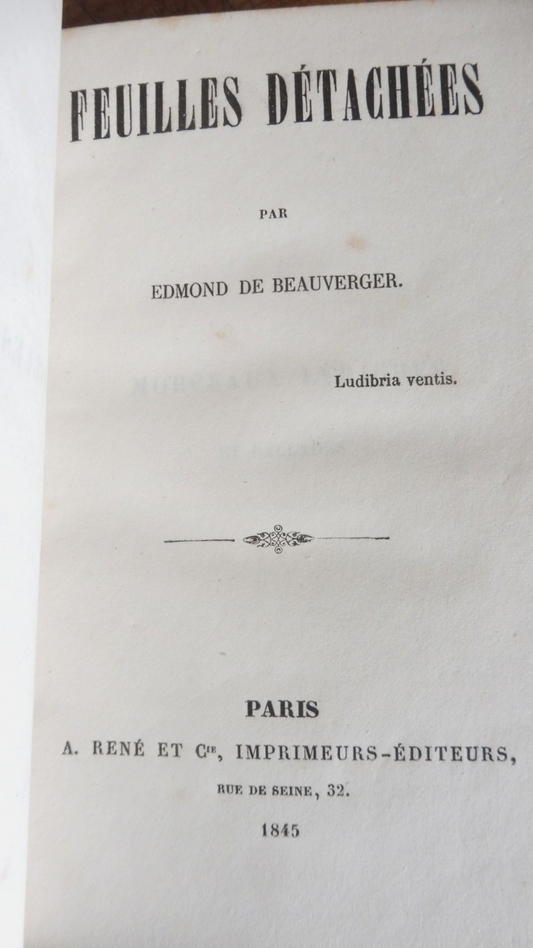 FEUILLES DÉTACHÉES
PAR
EDMOND DE BEAUVERGER.
Ludibria ventis.
PARIS
A. RENÉ ET Cie, IMPRIMEURS-ÉDITEURS,
RUE DE SEINE, 32.
1845